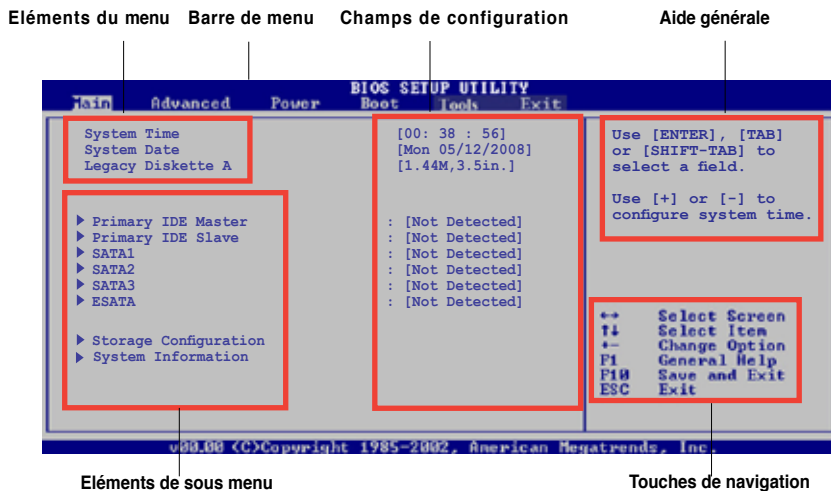 Eléments du menu Barre de menu Champs de configuration Aide générale
BIOS SETUP UTILITY
Main Advanced Power Boot Tools Exit
System Time [00: 38 : 56]
System Date [Mon 05/12/2008]
Legacy Diskette A [1.44M,3.5in.]
Use [ENTER], [TAB]
or [SHIFT-TAB] to
select a field.
Use [+] or [-] to
configure system time.
Primary IDE Master : [Not Detected]
Primary IDE Slave : [Not Detected]
SATA1 : [Not Detected]
SATA2 : [Not Detected]
SATA3 : [Not Detected]
ESATA : [Not Detected]
Storage Configuration
System Information
↔ Select Screen
↑↓ Select Item
+- Change Option
F1 General Help
F10 Save and Exit
ESC Exit
v00.00 (C)Copyright 1985-2002, American Megatrends, Inc.
Eléments de sous menu Touches de navigation